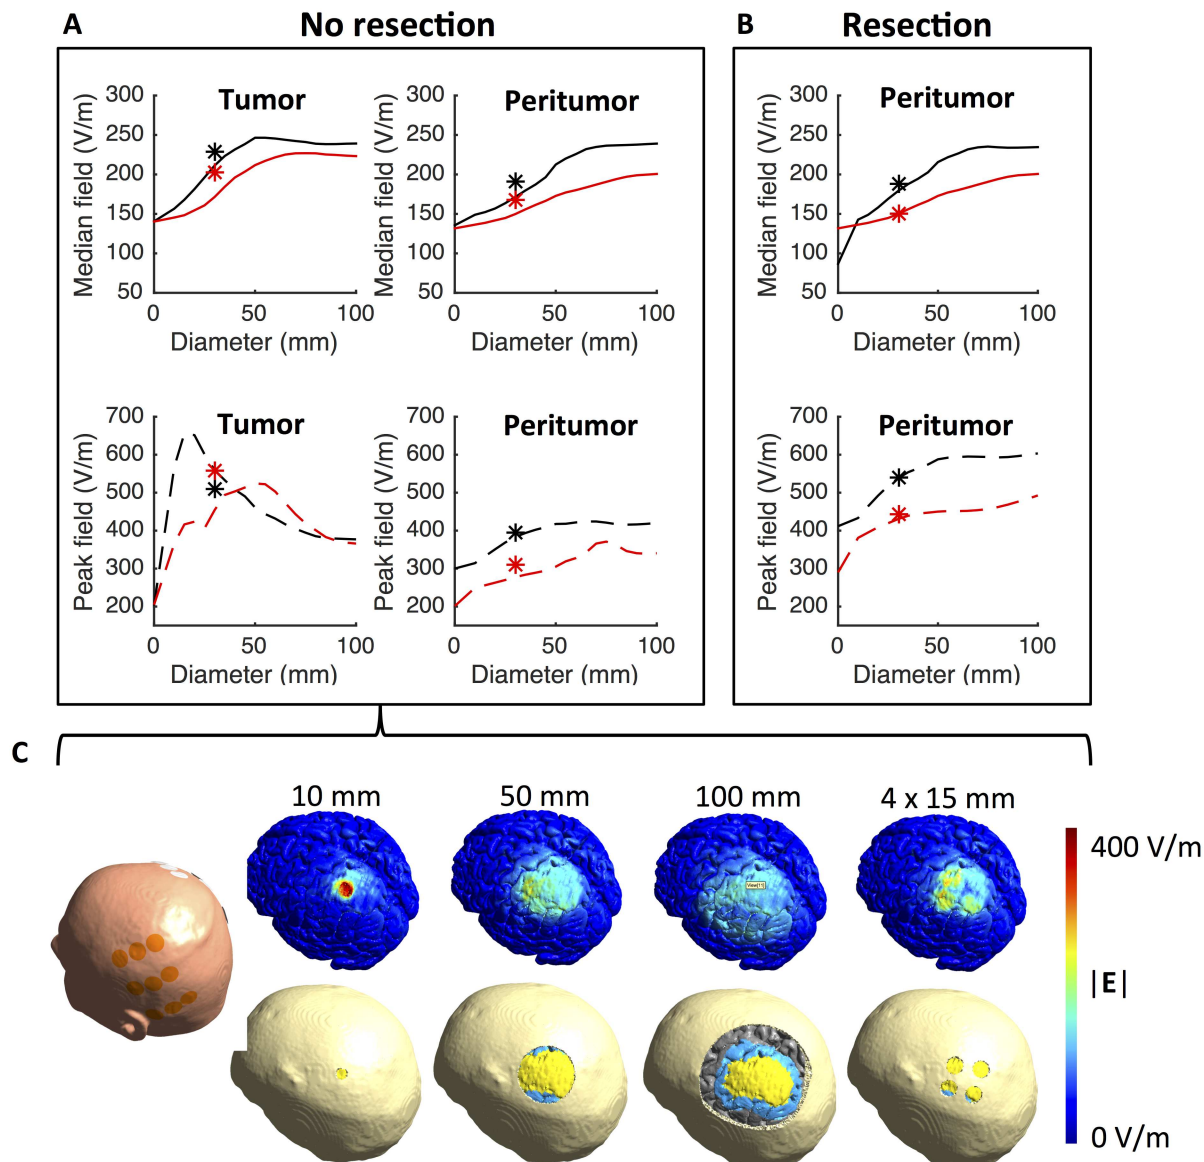 A
No resection
B
Resection
Tumor
Peritumor
Peritumor
Median field (V/m)
300
250
200
150
100
50
0
50
100
Diameter (mm)
Median field (V/m)
300
250
200
150
100
50
0
50
100
Diameter (mm)
Median field (V/m)
300
250
200
150
100
50
0
50
100
Diameter (mm)
Tumor
Peritumor
Peritumor
Peak field (V/m)
700
600
500
400
300
200
0
50
100
Diameter (mm)
Peak field (V/m)
700
600
500
400
300
200
0
50
100
Diameter (mm)
Peak field (V/m)
700
600
500
400
300
200
0
50
100
Diameter (mm)
C
10 mm
50 mm
100 mm
4 x 15 mm
400 V/m
|E|
0 V/m